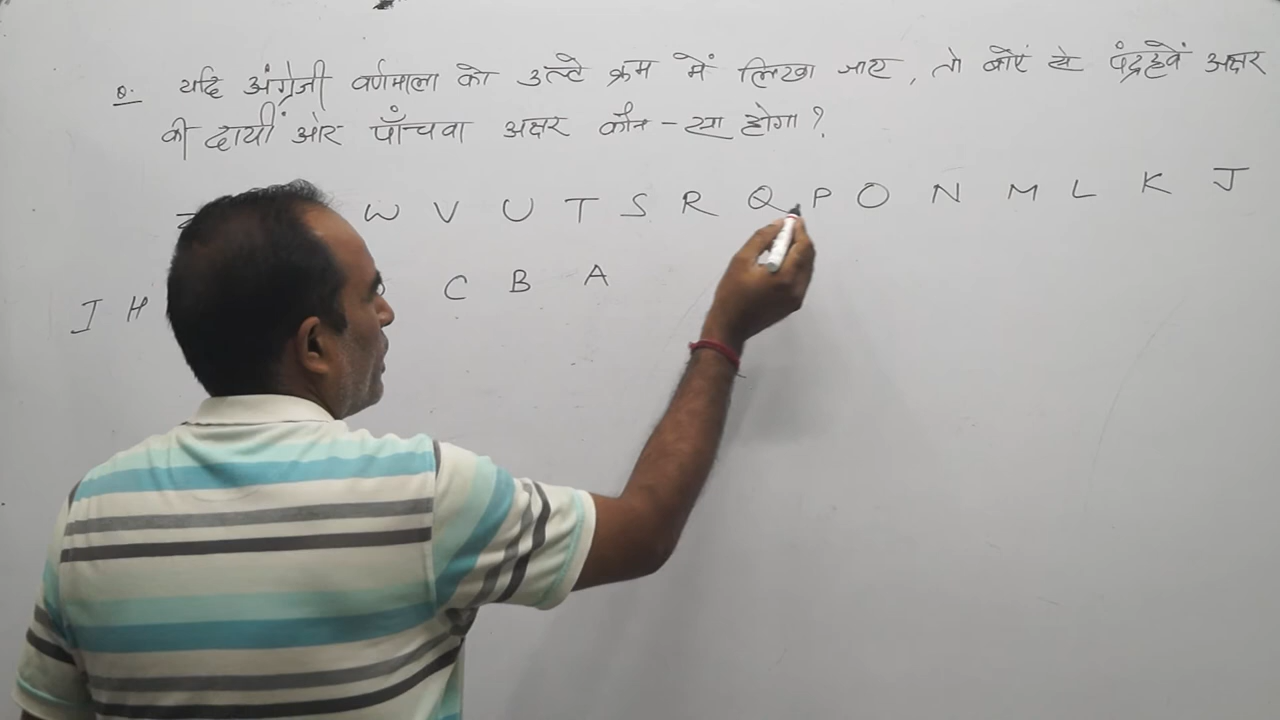 Q. यदि अंग्रेजी वर्णमाला को उल्टे क्रम में लिखा जाए, तो बाएं से पंद्रहवें अक्षर
की दायीं ओर पाँचवा अक्षर कौन-सा होगा?
W V U T S R Q P O N M L K J
I H C B A